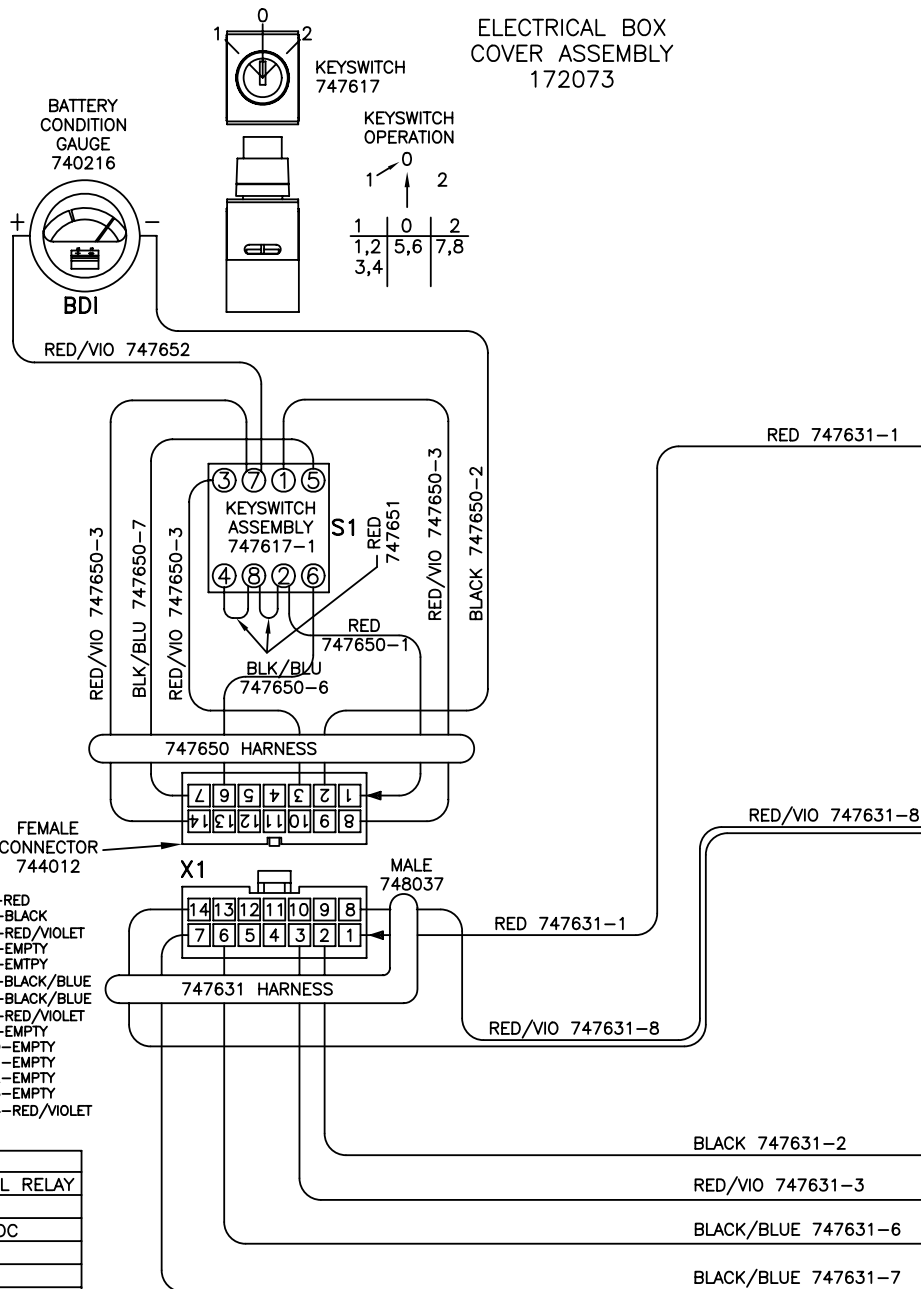 ELECTRICAL BOX
COVER ASSEMBLY
172073
0
1
2
KEYSWITCH
747617
KEYSWITCH
OPERATION
0
1
2
1 0 2
1,2 5,6 7,8
3,4
BATTERY
CONDITION
GAUGE
740216
+
−
BDI
RED/VIO 747652
RED 747631-1
RED/VIO 747650-3
BLK/BLU 747650-7
RED/VIO 747650-3
3 7 1 5
KEYSWITCH
ASSEMBLY
747617-1
S1
4 8 2 6
RED
747651
RED/VIO 747650-3
BLACK 747650-2
RED
747650-1
BLK/BLU
747650-6
747650 HARNESS
7 6 5 4 3 2 1
14 13 12 11 10 9 8
FEMALE
CONNECTOR
744012
RED/VIO 747631-8
X1
MALE
748037
14 13 12 11 10 9 8
7 6 5 4 3 2 1
RED 747631-1
747631 HARNESS
RED/VIO 747631-8
-RED
-BLACK
-RED/VIOLET
-EMPTY
-EMTPY
-BLACK/BLUE
-BLACK/BLUE
-RED/VIOLET
-EMPTY
-EMPTY
-EMPTY
-EMPTY
-EMPTY
-RED/VIOLET
BLACK 747631-2
RED/VIO 747631-3
BLACK/BLUE 747631-6
BLACK/BLUE 747631-7
L RELAY